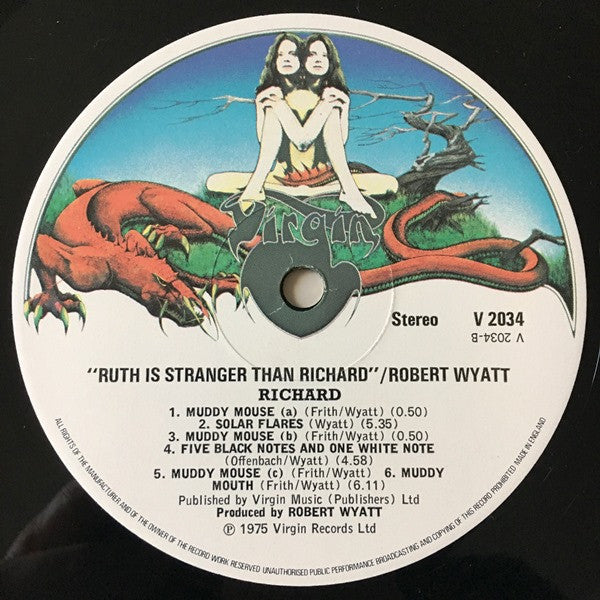 Virgin
Stereo V 2034
V 2034-B
"RUTH IS STRANGER THAN RICHARD"/ROBERT WYATT
RICHARD
1. MUDDY MOUSE (a) (Frith/Wyatt) (0.50)
2. SOLAR FLARES (Wyatt) (5.35)
3. MUDDY MOUSE (b) (Frith/Wyatt) (0.50)
4. FIVE BLACK NOTES AND ONE WHITE NOTE
(Offenbach/Wyatt) (4.58)
5. MUDDY MOUSE (c) (Frith/Wyatt) 6. MUDDY
MOUTH (Frith/Wyatt) (6.11)
Published by Virgin Music (Publishers) Ltd
Produced by ROBERT WYATT
℗ 1975 Virgin Records Ltd
ALL RIGHTS OF THE MANUFACTURER AND OF THE OWNER OF THE RECORD WORK RESERVED UNAUTHORISED PUBLIC PERFORMANCE BROADCASTING AND COPYING OF THIS RECORD PROHIBITED MADE IN ENGLAND